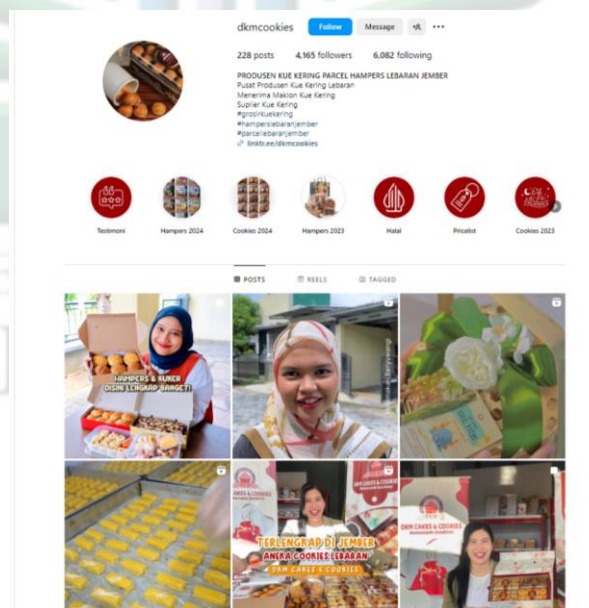 dkmcookies Follow Message
228 posts 4,165 followers 6,082 following
PRODUSEN KUE KERING PARCEL HAMPERS LEBARAN JEMBER
Pusat Produsen Kue Kering Lebaran
Menerima Maklon Kue Kering
Suplier Kue Kering
#grosirkuekering
#hamperslebaranjember
#parcellebaranjember
linktr.ee/dkmcookies
Testimoni Hampers 2024 Cookies 2024 Hampers 2023 Halal Pricelist Cookies 2023
POSTS REELS TAGGED
HAMPERS & KUKER
DISINI LENGKAP BANGET!
AKES & COOKIES
TERLENGKAP DI JEMBER
ANEKA COOKIES LEBARAN
DKM CAKES & COOKIES
DKM CAKES & COOKIES